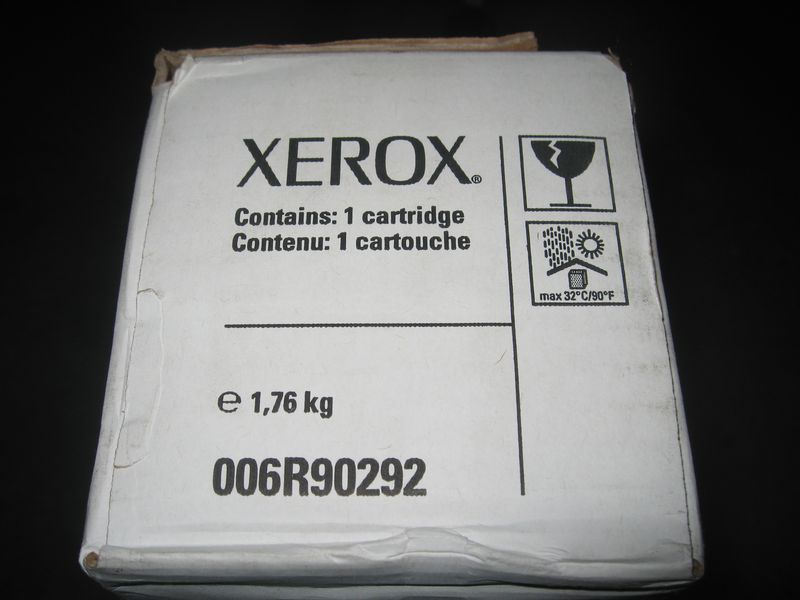 XEROX®
Contains: 1 cartridge
Contenu: 1 cartouche
max 32°C/90°F
℮ 1,76 kg
006R90292